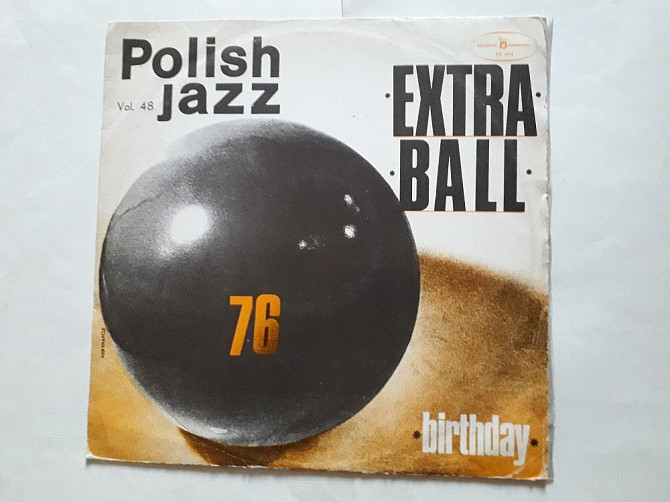 Polish
jazz
Vol. 48
*EXTRA*
*BALL*
76
*birthday*